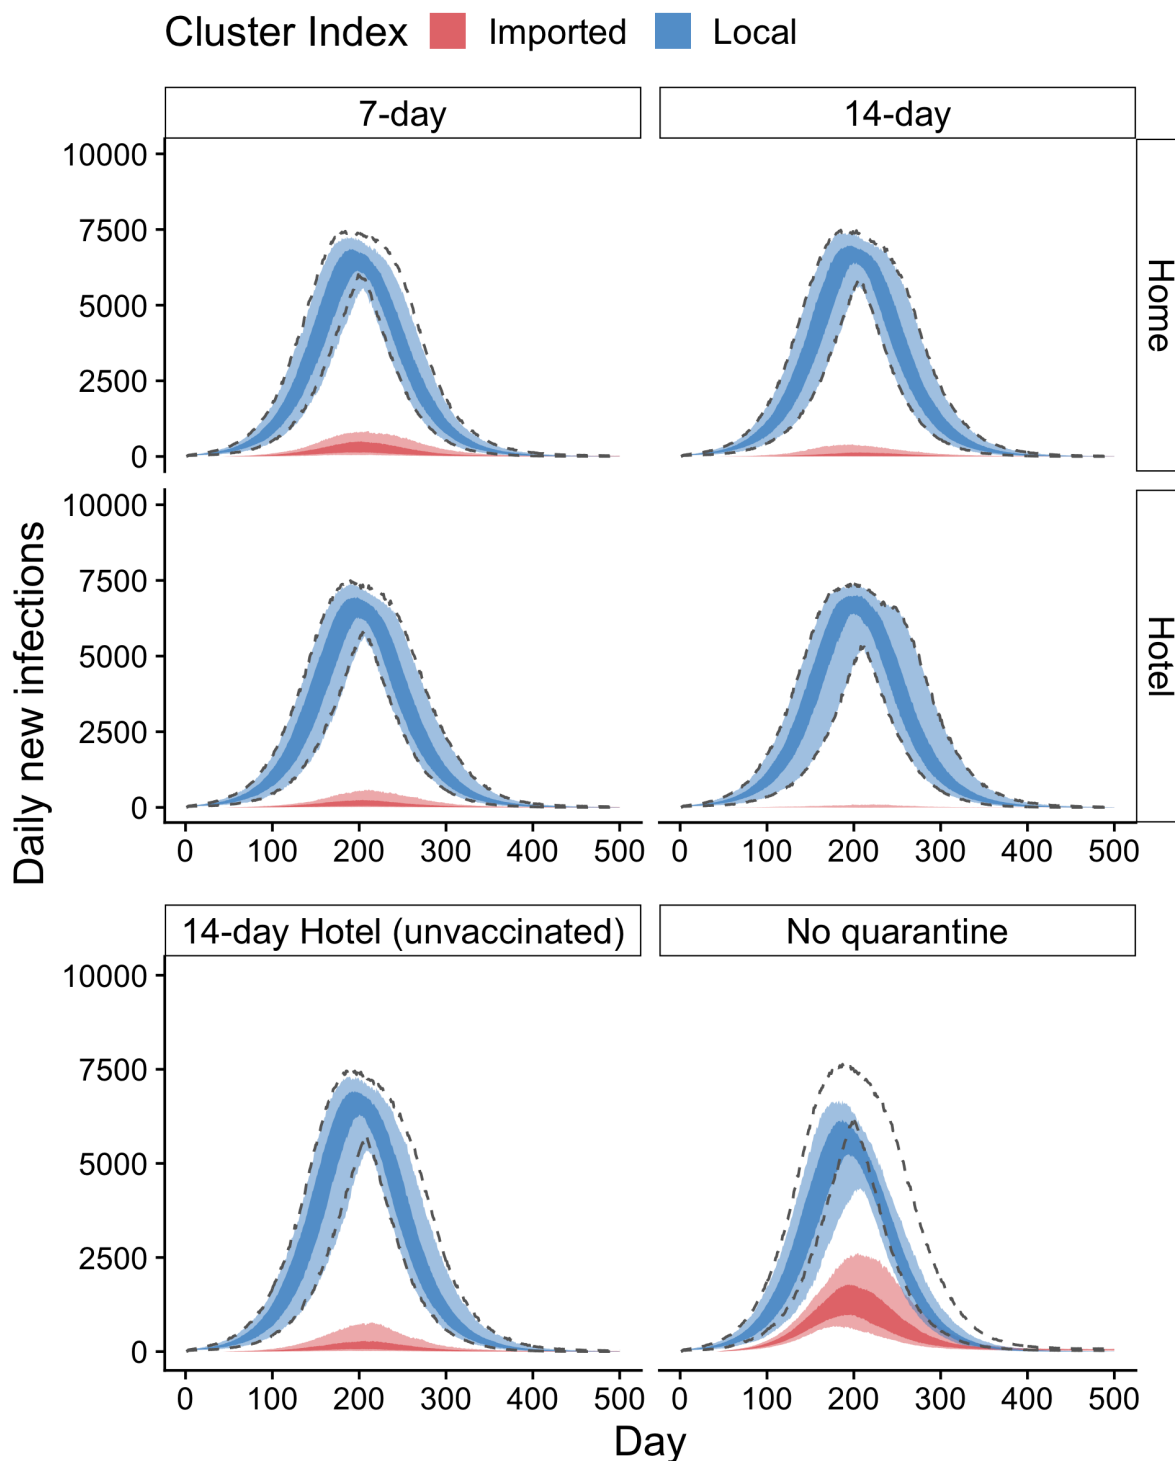 Cluster Index Imported Local
7-day 14-day
10000
7500
5000
2500
0
Home
10000
7500
5000
2500
0
Hotel
Daily new infections
0 100 200 300 400 500 0 100 200 300 400 500
14-day Hotel (unvaccinated) No quarantine
10000
7500
5000
2500
0
0 100 200 300 400 500 0 100 200 300 400 500
Day